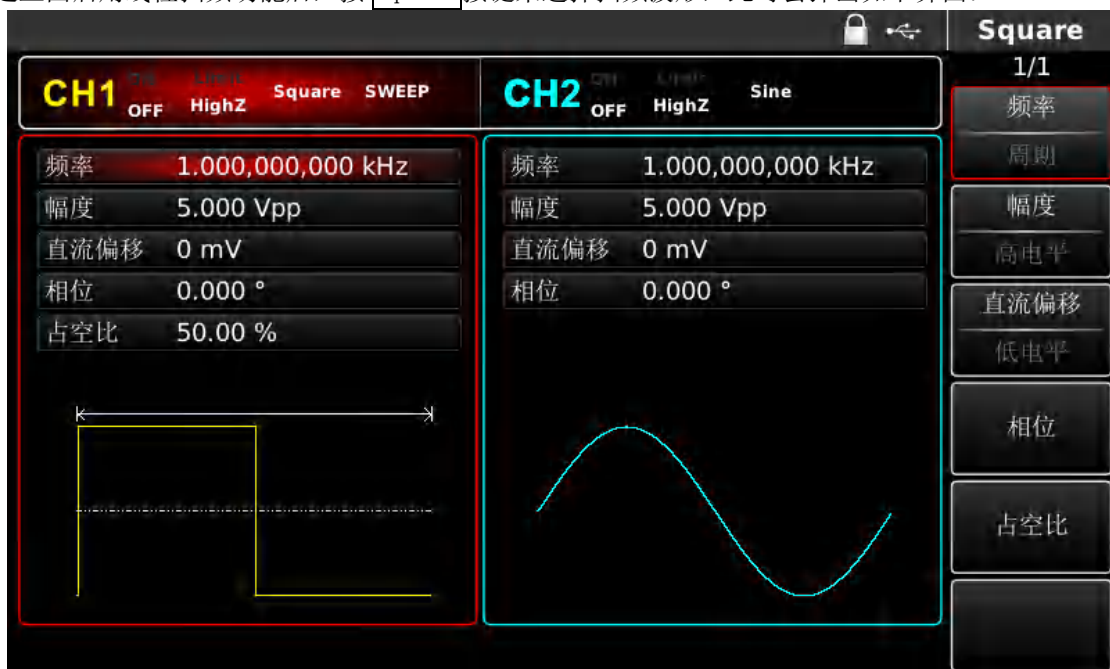 Square
1/1
CH1 ON OFF Limit HighZ Square SWEEP
CH2 ON OFF Limit HighZ Sine
频率 1.000,000,000 kHz
幅度 5.000 Vpp
直流偏移 0 mV
相位 0.000 °
占空比 50.00 %
频率 1.000,000,000 kHz
幅度 5.000 Vpp
直流偏移 0 mV
相位 0.000 °
频率
周期
幅度
高电平
直流偏移
低电平
相位
占空比